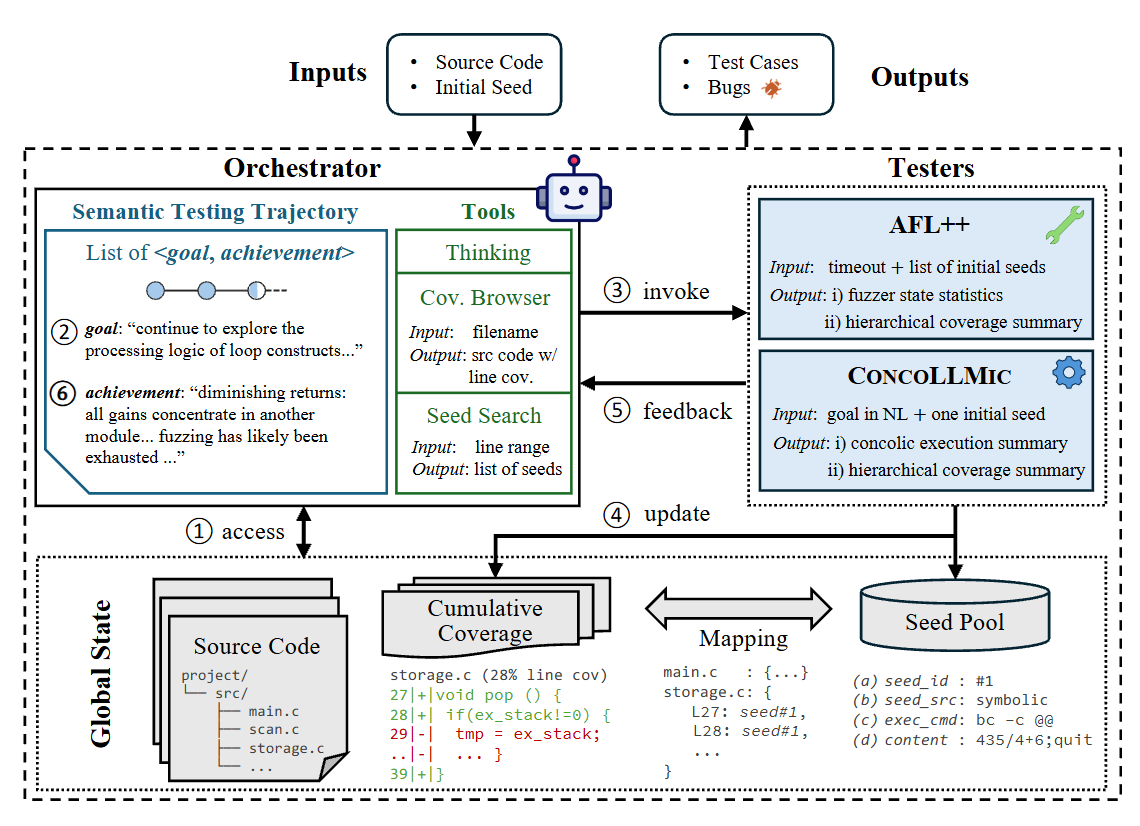 Inputs
• Source Code
• Initial Seed
• Test Cases
• Bugs
Outputs
Orchestrator
Testers
Semantic Testing Trajectory
List of <goal, achievement>
② goal: “continue to explore the
processing logic of loop constructs...”
⑥ achievement: “diminishing returns:
all gains concentrate in another
module... fuzzing has likely been
exhausted ...”
Tools
Thinking
Cov. Browser
Input: filename
Output: src code w/
line cov.
Seed Search
Input: line range
Output: list of seeds
③ invoke
⑤ feedback
AFL++
Input: timeout + list of initial seeds
Output: i) fuzzer state statistics
ii) hierarchical coverage summary
CONCOLLMIC
Input: goal in NL + one initial seed
Output: i) concolic execution summary
ii) hierarchical coverage summary
① access
④ update
Global State
Source Code
project/
└── src/
├── main.c
├── scan.c
├── storage.c
└── ...
Cumulative
Coverage
storage.c (28% line cov)
27|+|void pop () {
28|+| if(ex_stack!=0) {
29|-| tmp = ex_stack;
..|-| ... }
39|+|}
Mapping
main.c : {...}
storage.c: {
L27: seed#1,
L28: seed#1,
...
}
Seed Pool
(a) seed_id : #1
(b) seed_src: symbolic
(c) exec_cmd: bc -c @@
(d) content : 435/4+6;quit